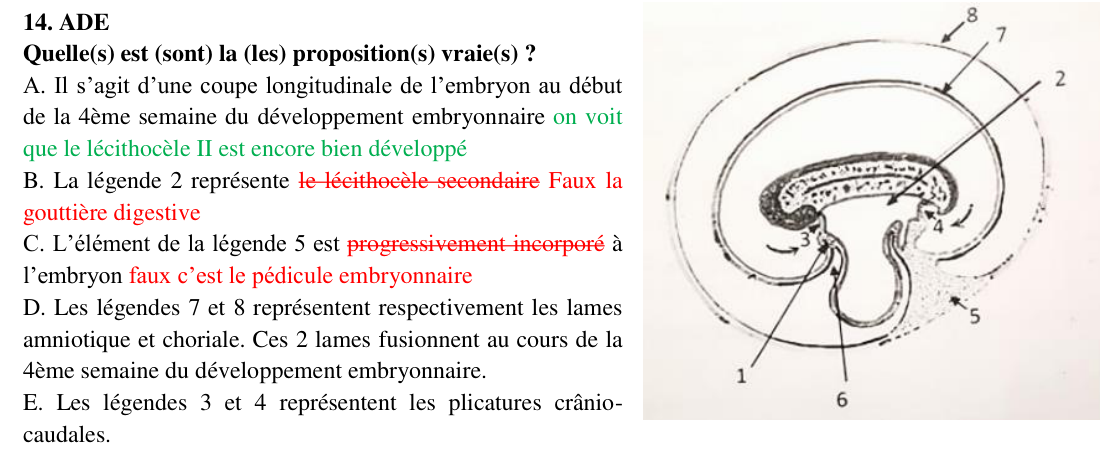 14. ADE
Quelle(s) est (sont) la (les) proposition(s) vraie(s) ?
A. Il s’agit d’une coupe longitudinale de l’embryon au début
de la 4ème semaine du développement embryonnaire on voit
que le lécithocèle II est encore bien développé
B. La légende 2 représente le lécithocèle secondaire Faux la
gouttière digestive
C. L’élément de la légende 5 est progressivement incorporé à
l’embryon faux c’est le pédicule embryonnaire
D. Les légendes 7 et 8 représentent respectivement les lames
amniotique et choriale. Ces 2 lames fusionnent au cours de la
4ème semaine du développement embryonnaire.
E. Les légendes 3 et 4 représentent les plicatures crânio-
caudales.
8
7
2
4
3
5
1
6